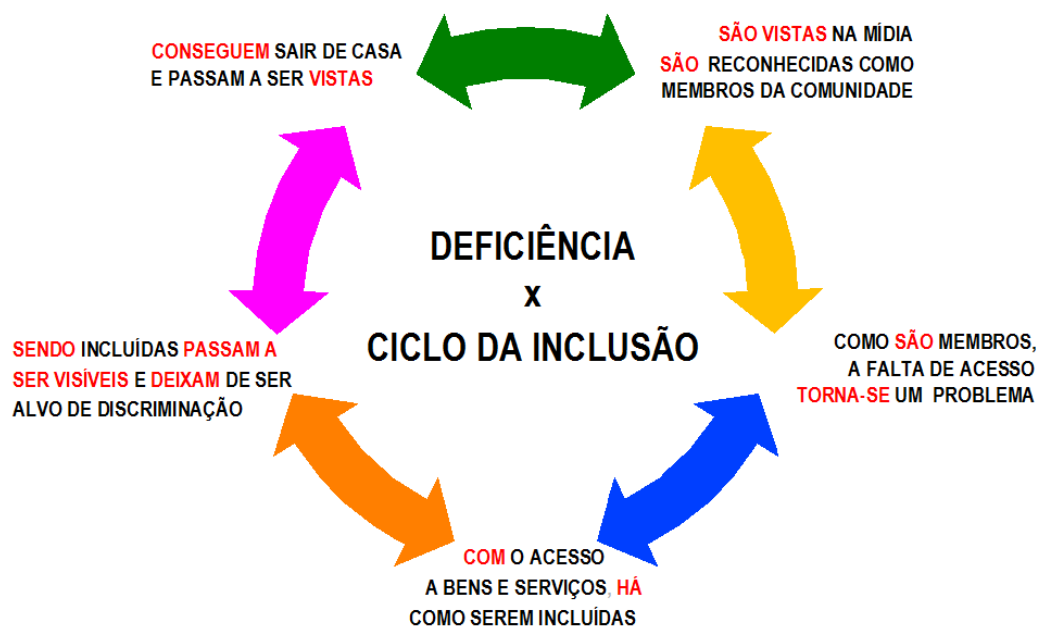 CONSEGUEM SAIR DE CASA
E PASSAM A SER VISTAS
SÃO VISTAS NA MÍDIA
SÃO RECONHECIDAS COMO
MEMBROS DA COMUNIDADE
DEFICIÊNCIA
x
CICLO DA INCLUSÃO
COMO SÃO MEMBROS,
A FALTA DE ACESSO
TORNA-SE UM PROBLEMA
COM O ACESSO
A BENS E SERVIÇOS, HÁ
COMO SEREM INCLUÍDAS
SENDO INCLUÍDAS PASSAM A
SER VISÍVEIS E DEIXAM DE SER
ALVO DE DISCRIMINAÇÃO